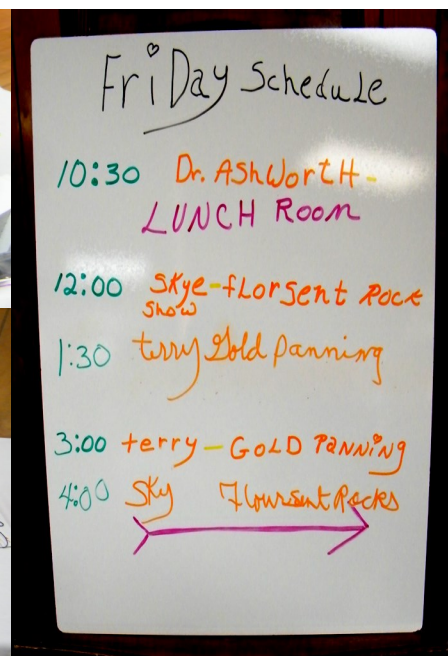 FriDay Schedule
10:30 Dr. AShWortH-
LUNCH Room
12:00 Skye-fLorSent Rock
Show
1:30 terry Gold Panning
3:00 terry-GOLD PANNiNg
4:00 Sky Floursent Rocks